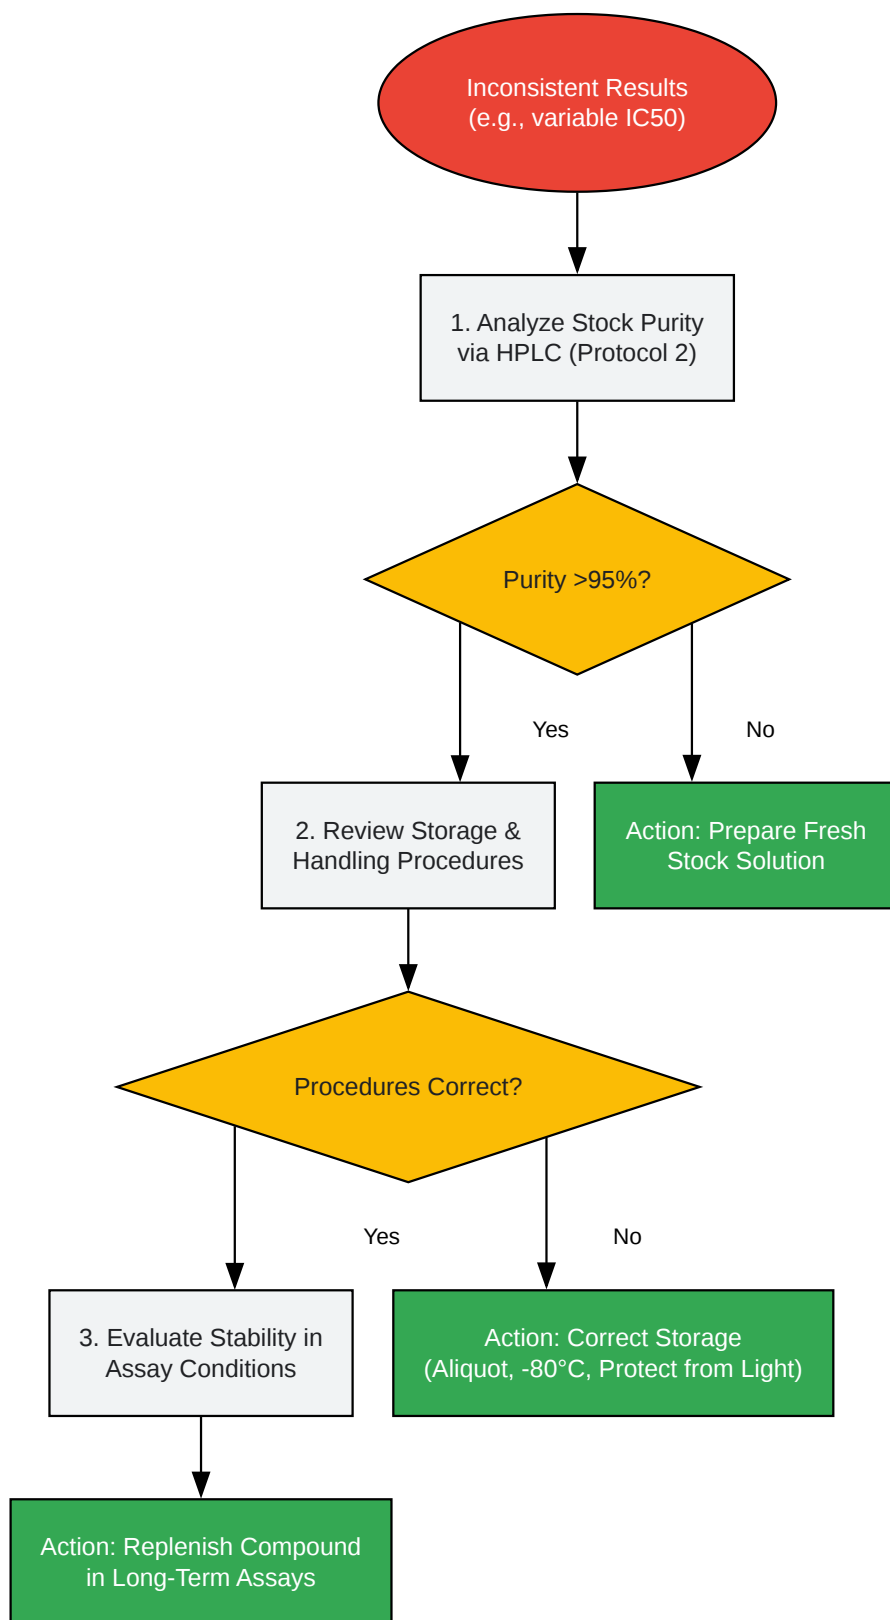 Inconsistent Results
(e.g., variable IC50)
1. Analyze Stock Purity
via HPLC (Protocol 2)
Purity >95%?
Yes
No
2. Review Storage &
Handling Procedures
Action: Prepare Fresh
Stock Solution
Procedures Correct?
Yes
No
3. Evaluate Stability in
Assay Conditions
Action: Correct Storage
(Aliquot, -80°C, Protect from Light)
Action: Replenish Compound
in Long-Term Assays